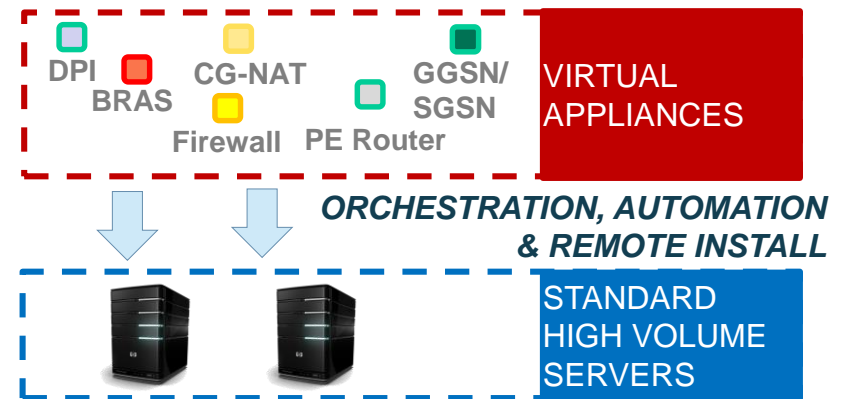 DPI
BRAS
CG-NAT
Firewall
PE Router
GGSN/
SGSN
VIRTUAL
APPLIANCES
ORCHESTRATION, AUTOMATION
& REMOTE INSTALL
STANDARD
HIGH VOLUME
SERVERS